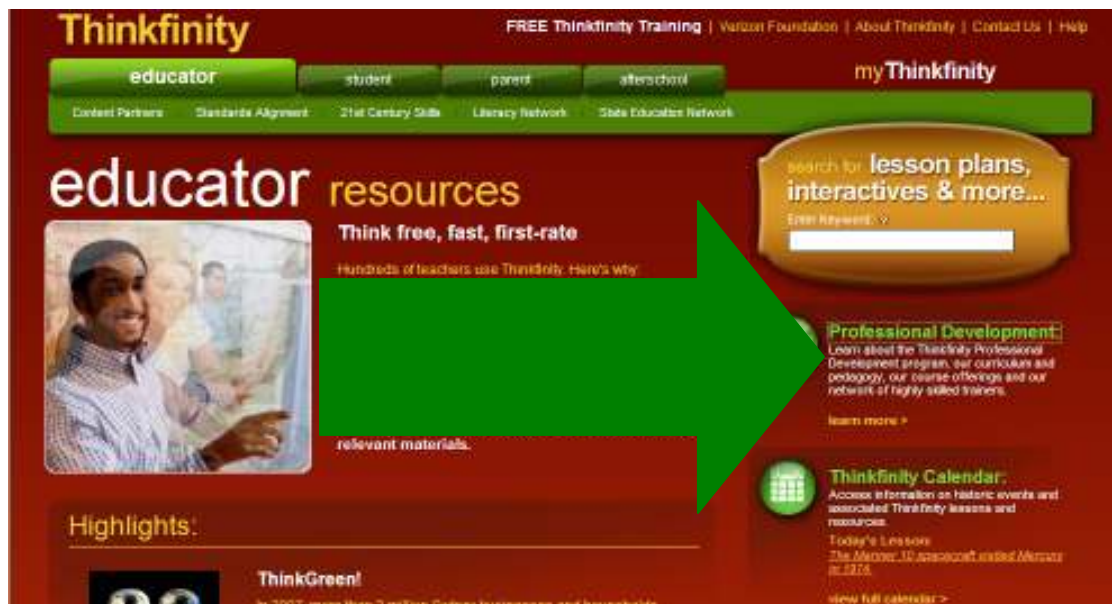 Thinkfinity
FREE Thinkfinity Training | Verizon Foundation | About Thinkfinity | Contact Us | Help
educator
student
parent
afterschool
myThinkfinity
Content Partners
Standards Alignment
21st Century Skills
Literacy Network
State Education Network
educator resources
Think free, fast, first-rate
Hundreds of teachers use Thinkfinity. Here's why:
relevant materials.
search for lesson plans,
interactives & more...
Enter Keyword:
Professional Development:
Learn about the Thinkfinity Professional
Development program, our curriculum and
pedagogy, our course offerings and our
network of highly skilled trainers.
learn more >
Thinkfinity Calendar:
Access information on historic events and
associated Thinkfinity lessons and
resources.
Today's Lesson:
The Mariner 10 spacecraft visited Mercury
in 1974.
view full calendar >
Highlights:
ThinkGreen!